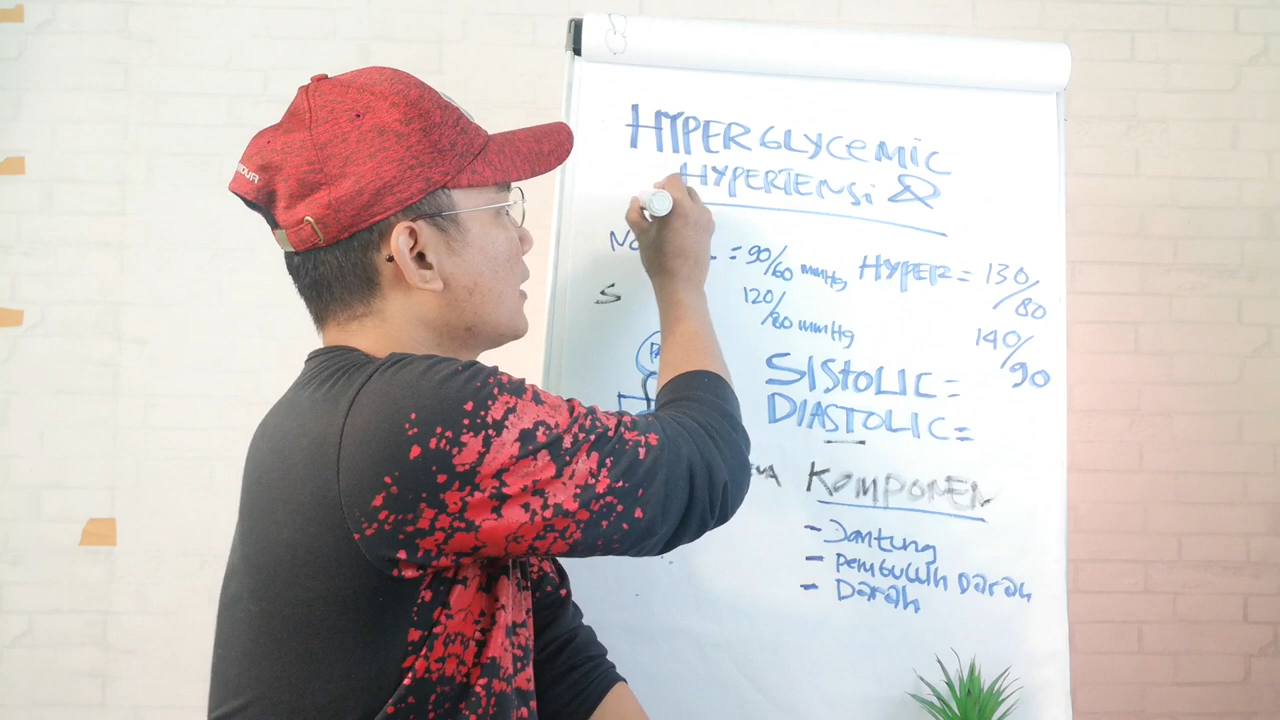 HYPERGLYCEMIC
HYPERTENSi &
= 90/60 mmHg
120/80 mmHg
HYPER = 130/80
140/90
S
SISTOLIC =
DIASTOLIC =
KOMPONEN
- Jantung
- Pembuluh Darah
- Darah